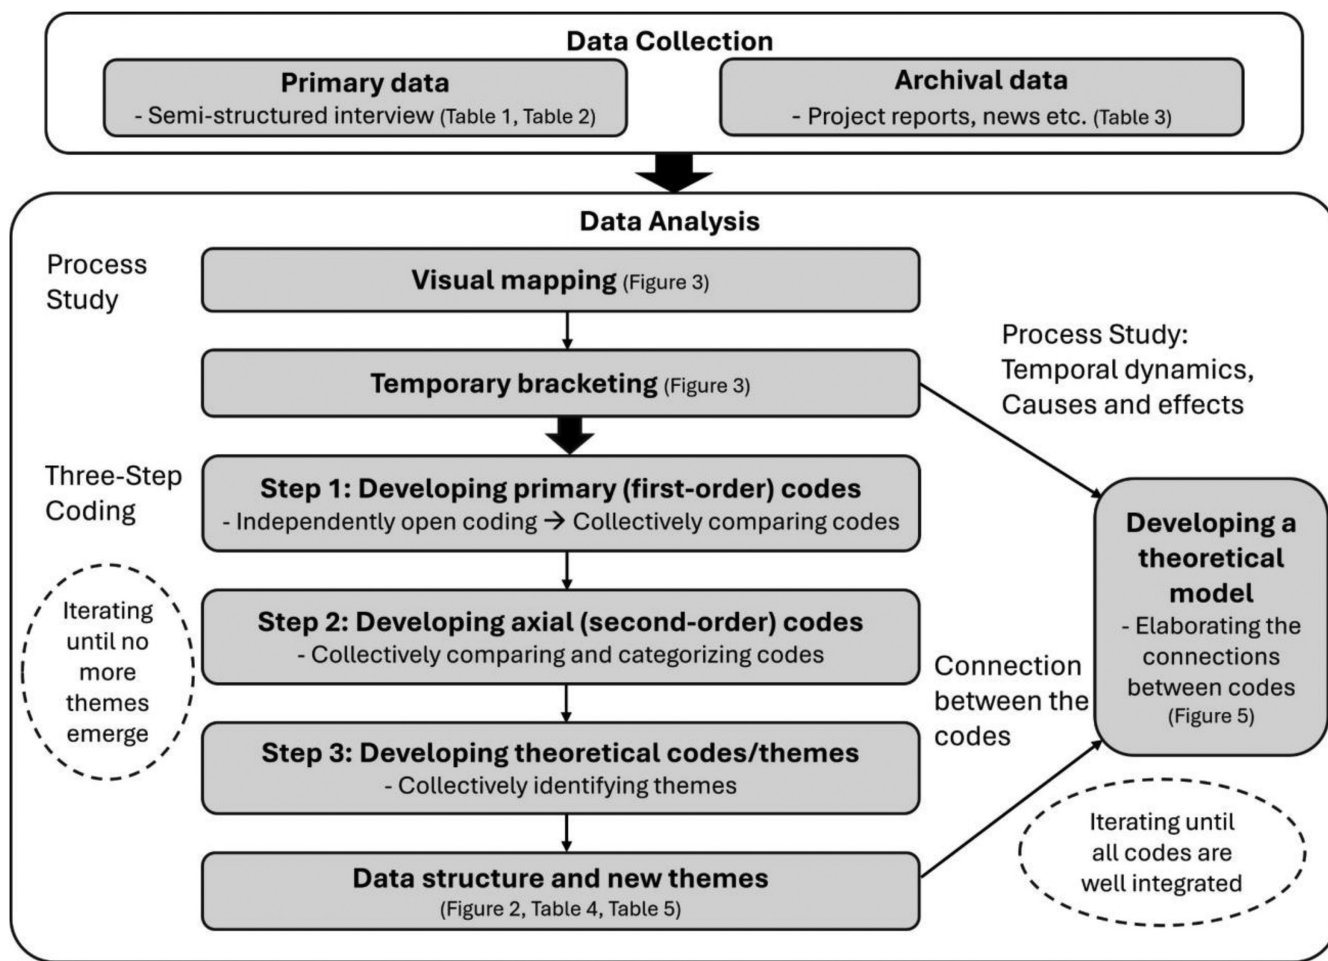 Data Collection
Primary data
- Semi-structured interview (Table 1, Table 2)
Archival data
- Project reports, news etc. (Table 3)
Data Analysis
Process
Study
Visual mapping (Figure 3)
Temporary bracketing (Figure 3)
Process Study:
Temporal dynamics,
Causes and effects
Three-Step
Coding
Step 1: Developing primary (first-order) codes
- Independently open coding → Collectively comparing codes
Iterating
until no
more
themes
emerge
Step 2: Developing axial (second-order) codes
- Collectively comparing and categorizing codes
Step 3: Developing theoretical codes/themes
- Collectively identifying themes
Data structure and new themes
(Figure 2, Table 4, Table 5)
Connection
between the
codes
Developing a
theoretical
model
- Elaborating the
connections
between codes
(Figure 5)
Iterating until
all codes are
well integrated